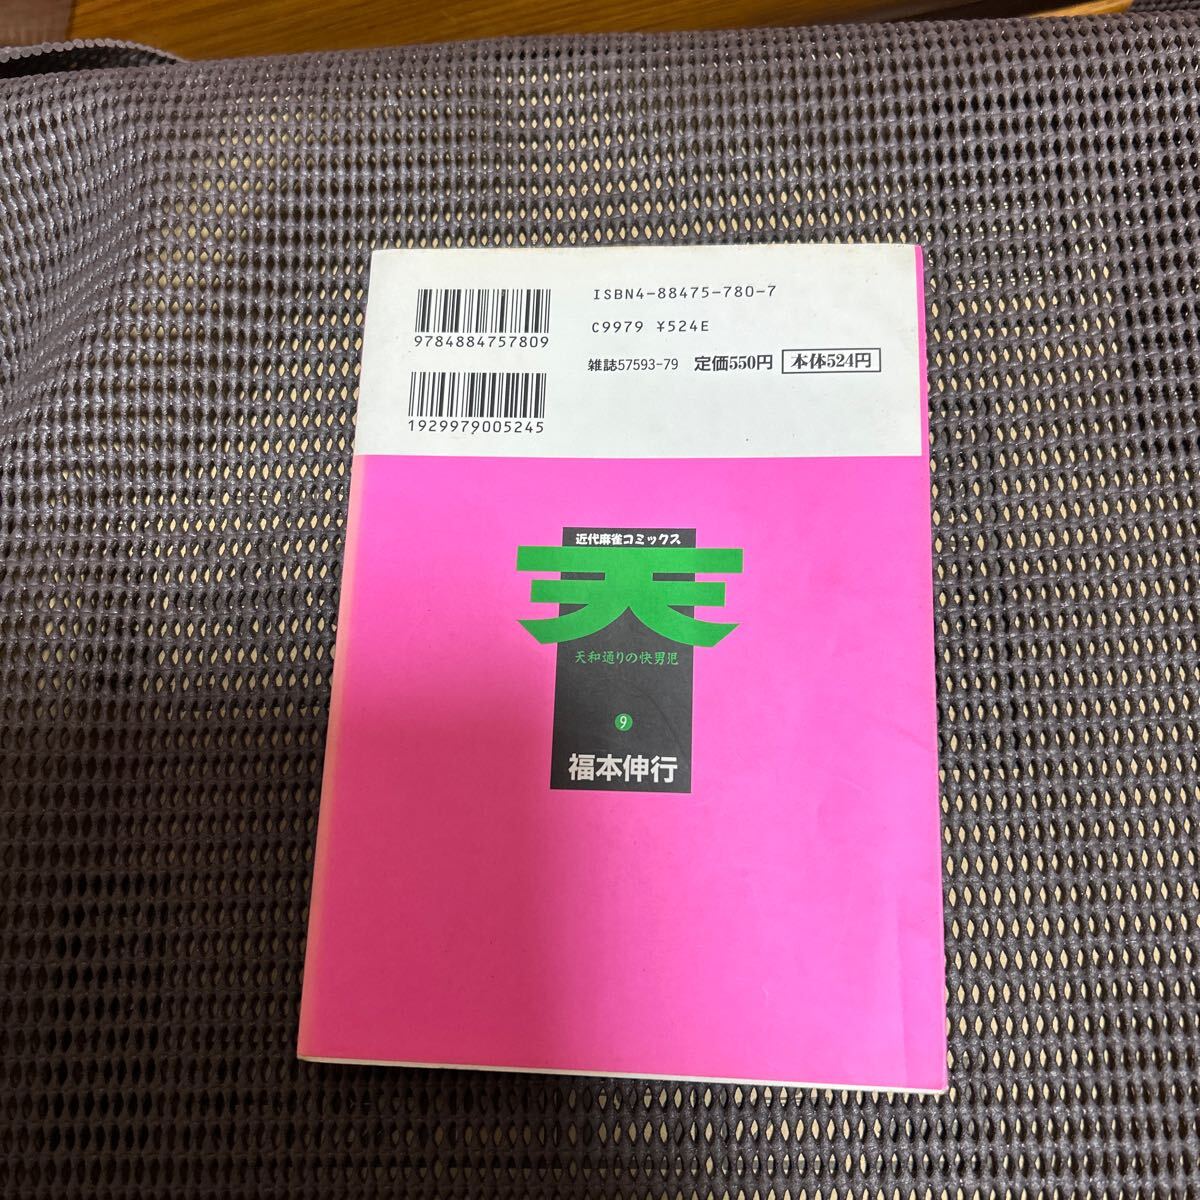 ISBN4-88475-780-7
C9979 ¥524E
9784884757809
雑誌57593-79 定価550円 本体524円
1929979005245
近代麻雀コミックス
天
天和通りの快男児
9
福本伸行